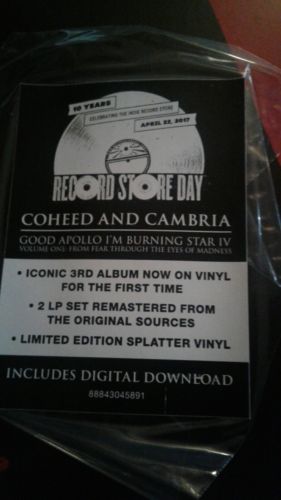 10 YEARS
CELEBRATING THE INDIE RECORD STORE
APRIL 22, 2017
RECORD STORE DAY
COHEED AND CAMBRIA
GOOD APOLLO I'M BURNING STAR IV
VOLUME ONE: FROM FEAR THROUGH THE EYES OF MADNESS
• ICONIC 3RD ALBUM NOW ON VINYL
FOR THE FIRST TIME
• 2 LP SET REMASTERED FROM
THE ORIGINAL SOURCES
• LIMITED EDITION SPLATTER VINYL
INCLUDES DIGITAL DOWNLOAD
88843045891